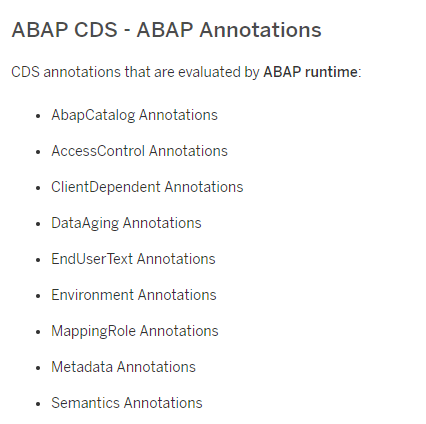 ABAP CDS - ABAP Annotations
CDS annotations that are evaluated by ABAP runtime:
• AbapCatalog Annotations
• AccessControl Annotations
• ClientDependent Annotations
• DataAging Annotations
• EndUserText Annotations
• Environment Annotations
• MappingRole Annotations
• Metadata Annotations
• Semantics Annotations